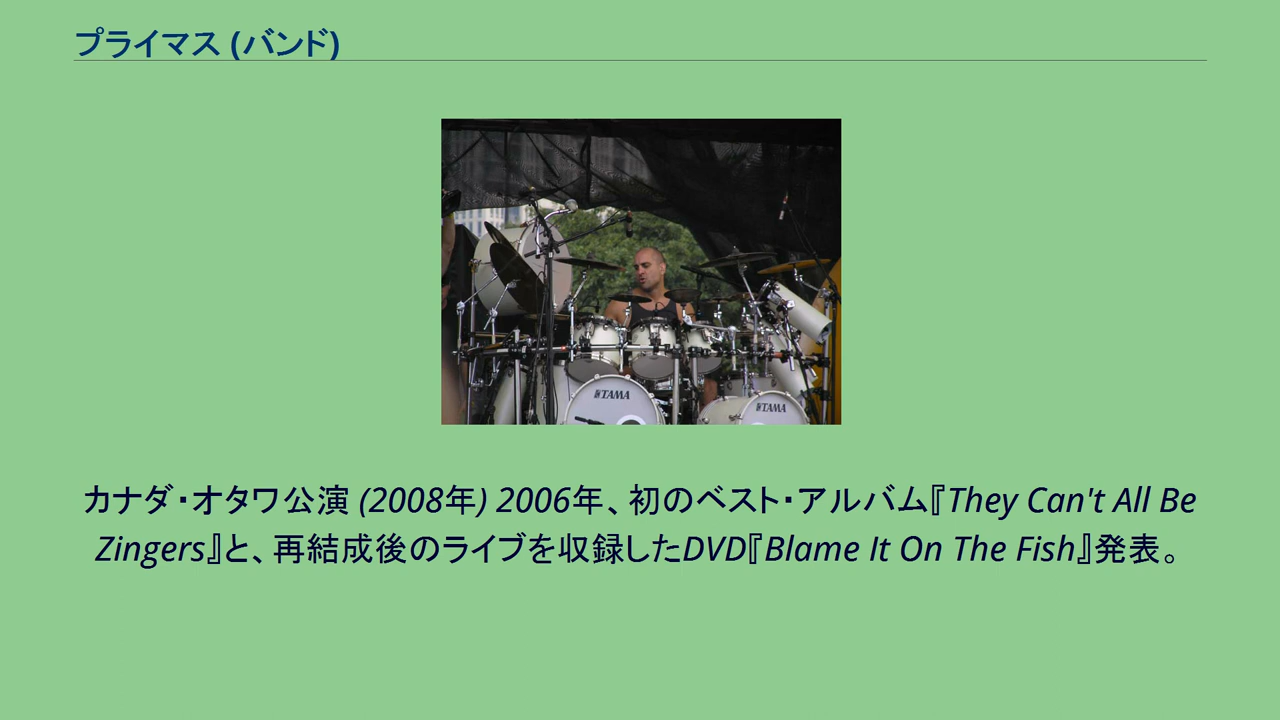 プライマス (バンド)
TAMA
TAMA
カナダ・オタワ公演 (2008年) 2006年、初のベスト・アルバム『They Can't All Be
Zingers』と、再結成後のライブを収録したDVD『Blame It On The Fish』発表。